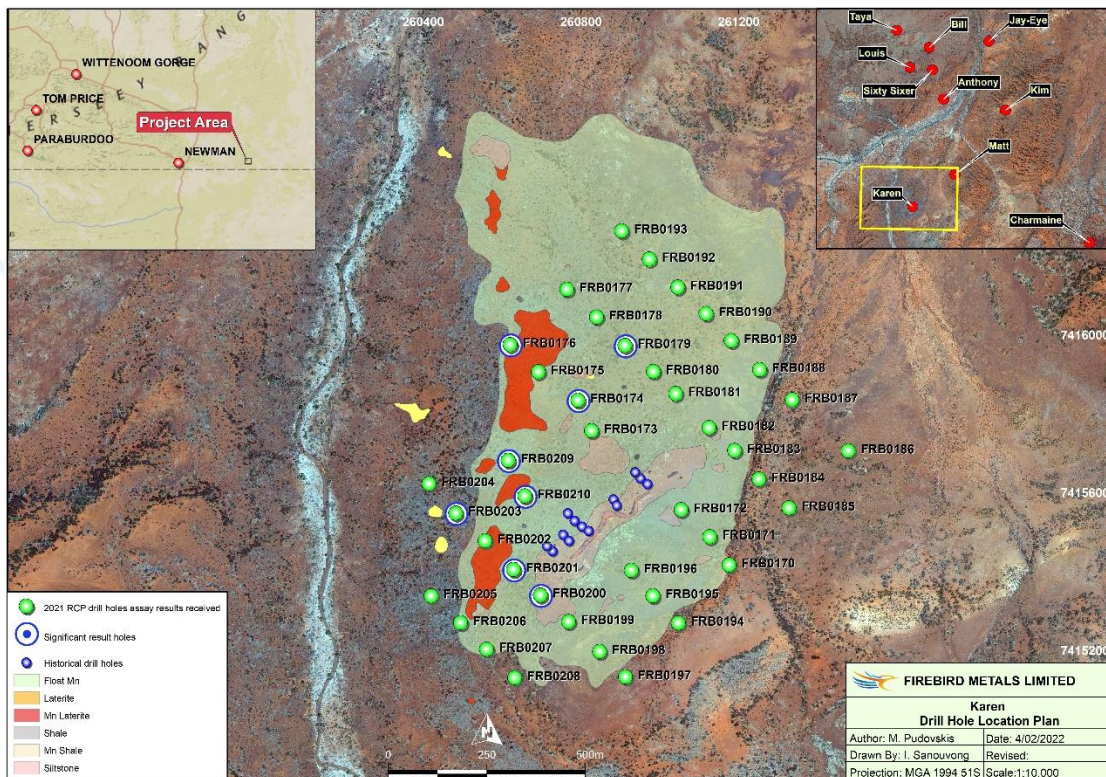 260400 260800 261200
ERSEEY RANG
WITTENOOM GORGE
TOM PRICE
PARABURDOO
NEWMAN
Project Area
Taya
Bill
Jay-Eye
Louis
Sixty Sixer
Anthony
Kim
Matt
Karen
Charmaine
FRB0193
FRB0192
FRB0177
FRB0191
FRB0178
FRB0190
7416000
FRB0176
FRB0179
FRB0189
FRB0175
FRB0180
FRB0188
FRB0174
FRB0181
FRB0187
FRB0173
FRB0182
FRB0183
FRB0186
FRB0209
FRB0204
FRB0184
FRB0210
7415600
FRB0203
FRB0172
FRB0185
FRB0202
FRB0171
FRB0201
FRB0196
FRB0170
FRB0205
FRB0200
FRB0195
FRB0206
FRB0199
FRB0194
FRB0207
FRB0198
7415200
FRB0208
FRB0197
2021 RCP drill holes assay results received
Significant result holes
Historical drill holes
Float Mn
Laterite
Mn Laterite
Shale
Mn Shale
Siltstone
0 250 500m
FIREBIRD METALS LIMITED
Karen
Drill Hole Location Plan
Author: M. Pudovskis Date: 4/02/2022
Drawn By: I. Sanouvong Revised:
Projection: MGA 1994 51S Scale:1:10,000